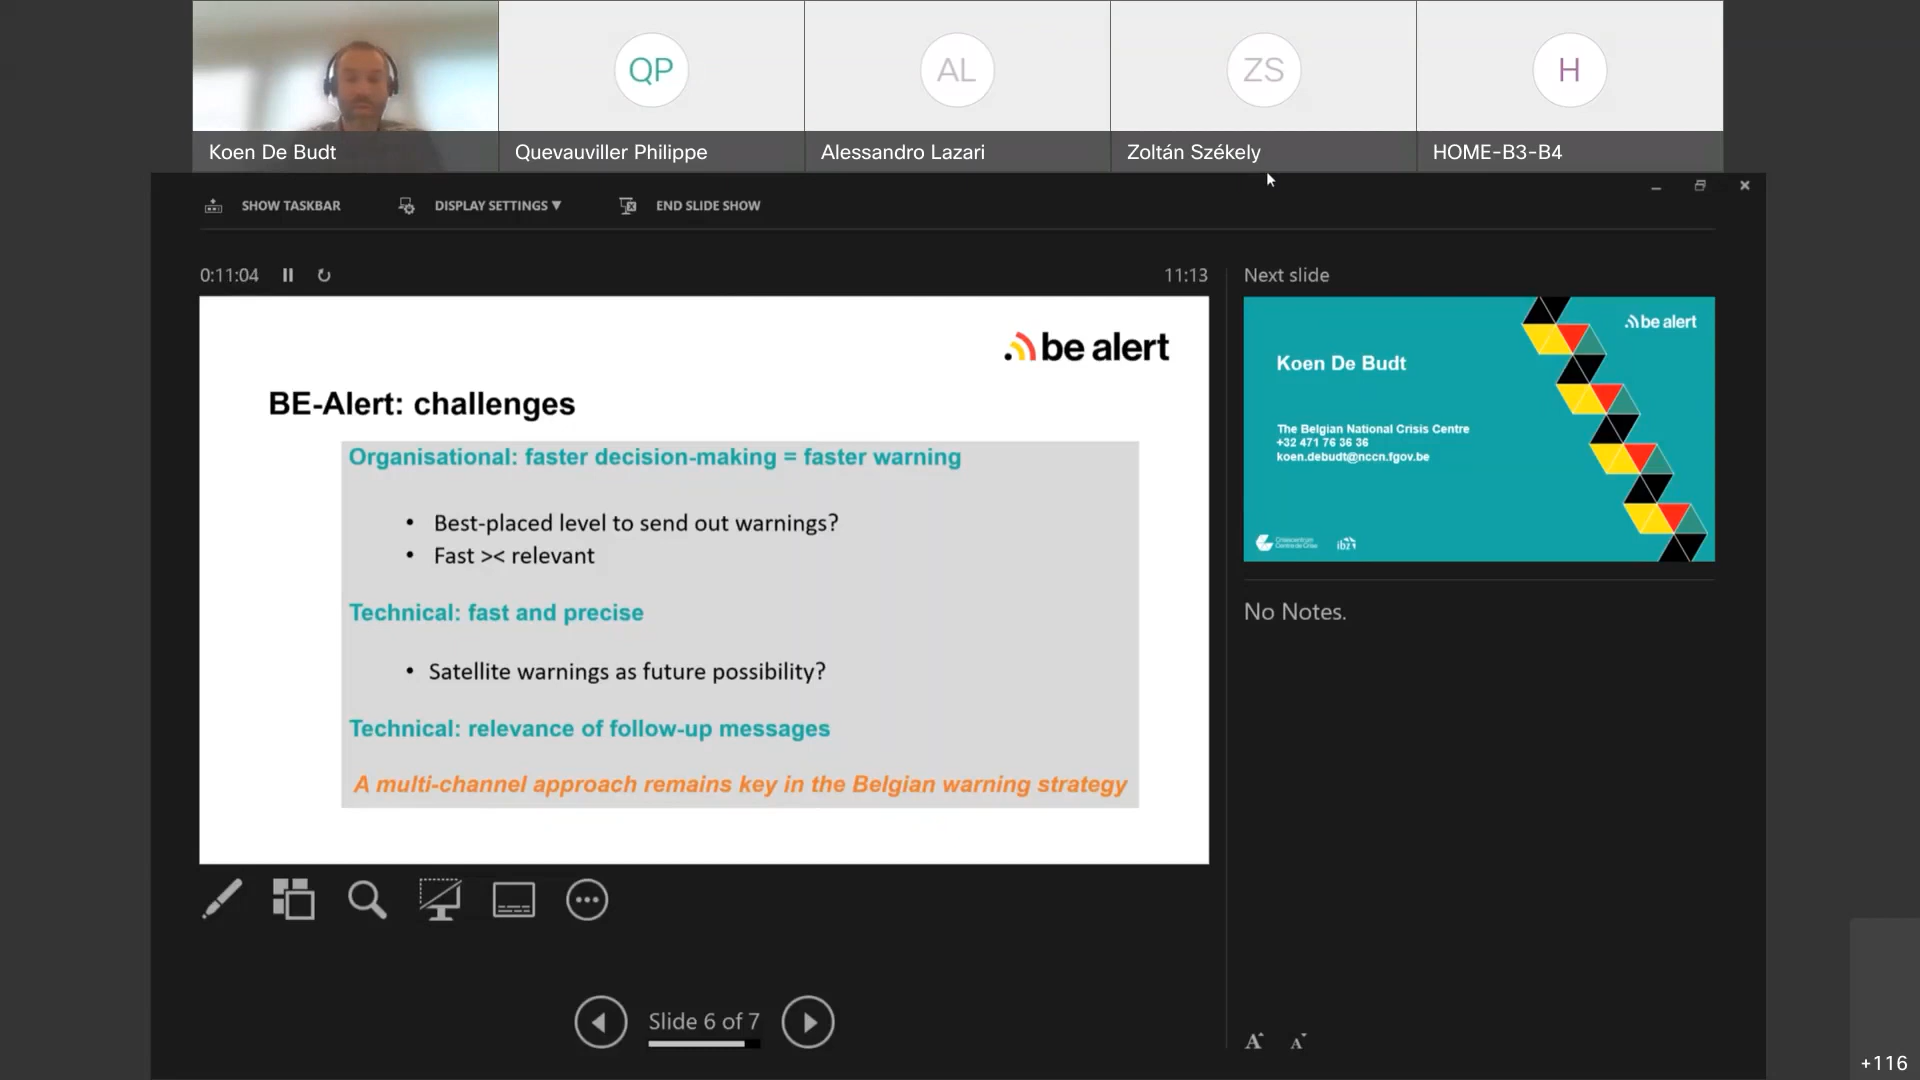 QP
AL
ZS
H
Koen De Budt
Quevauviller Philippe
Alessandro Lazari
Zoltán Székely
HOME-B3-B4
SHOW TASKBAR
DISPLAY SETTINGS ▼
END SLIDE SHOW
0:11:04
11:13
be alert
BE-Alert: challenges
Organisational: faster decision-making = faster warning
• Best-placed level to send out warnings?
• Fast >< relevant
Technical: fast and precise
• Satellite warnings as future possibility?
Technical: relevance of follow-up messages
A multi-channel approach remains key in the Belgian warning strategy
Slide 6 of 7
Next slide
be alert
Koen De Budt
The Belgian National Crisis Centre
+32 471 76 36 36
koen.debudt@nccn.fgov.be
ibz
No Notes.
A A
+116